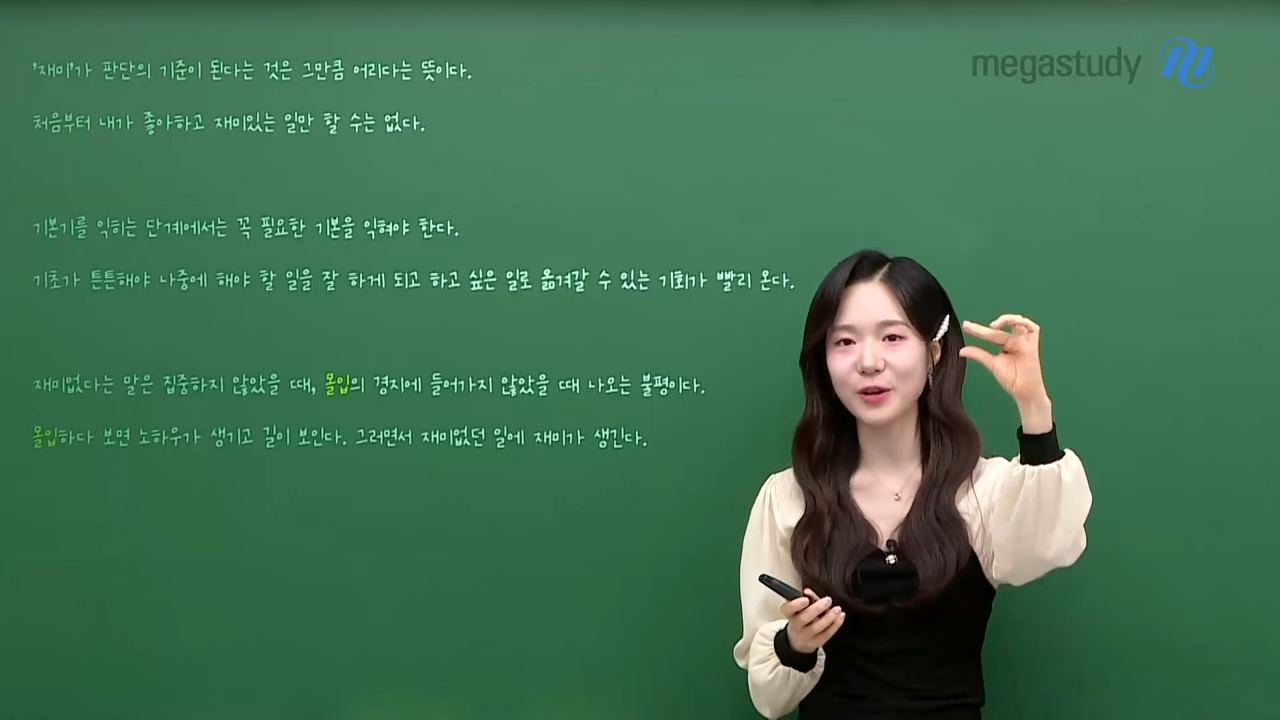 '재미'가 판단의 기준이 된다는 것은 그만큼 어리다는 뜻이다.
megastudy
처음부터 내가 좋아하고 재미있는 일만 할 수는 없다.
기본기를 익히는 단계에서는 꼭 필요한 기본을 익혀야 한다.
기초가 튼튼해야 나중에 해야 할 일을 잘 하게 되고 하고 싶은 일로 옮겨갈 수 있는 기회가 빨리 온다.
재미없다는 말은 집중하지 않았을 때, 몰입의 경지에 들어가지 않았을 때 나오는 불평이다.
몰입하다 보면 노하우가 생기고 길이 보인다. 그러면서 재미없던 일에 재미가 생긴다.